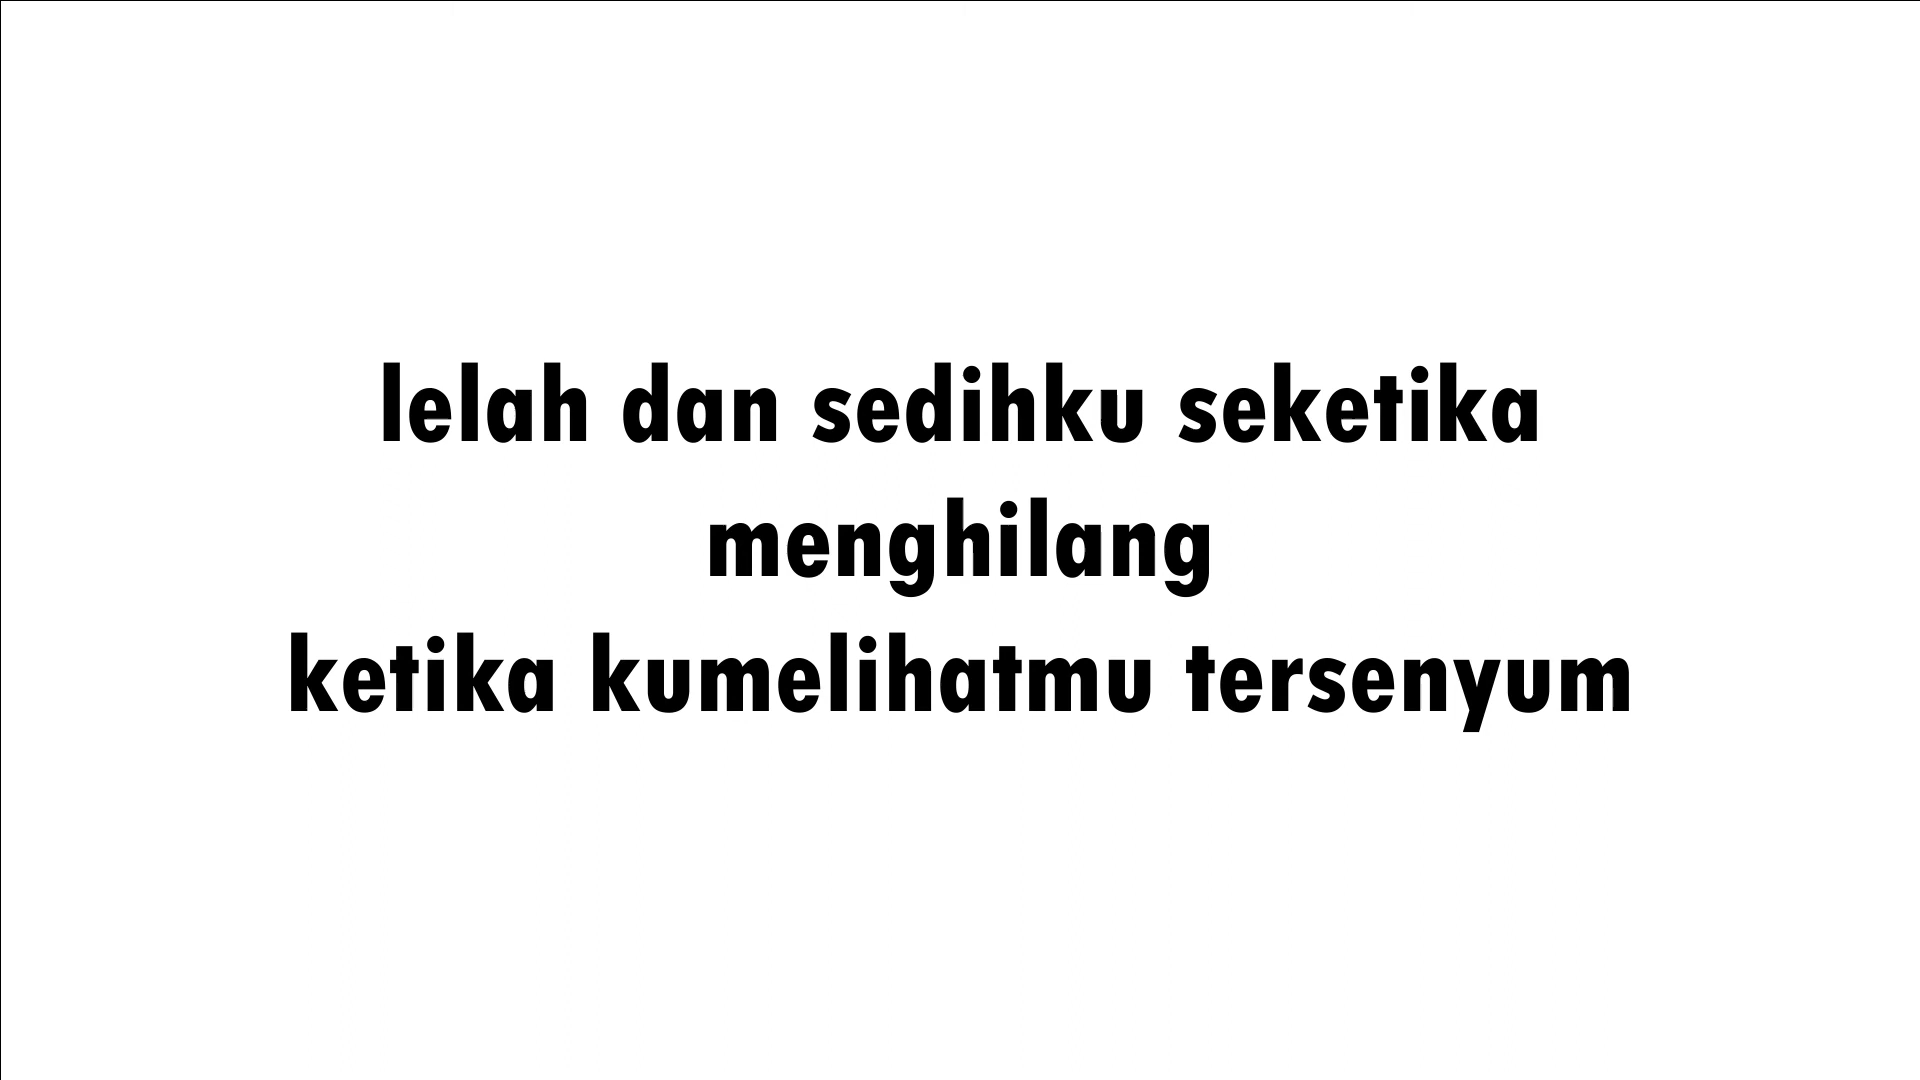 lelah dan sedihku seketika
menghilang
ketika kumelihatmu tersenyum